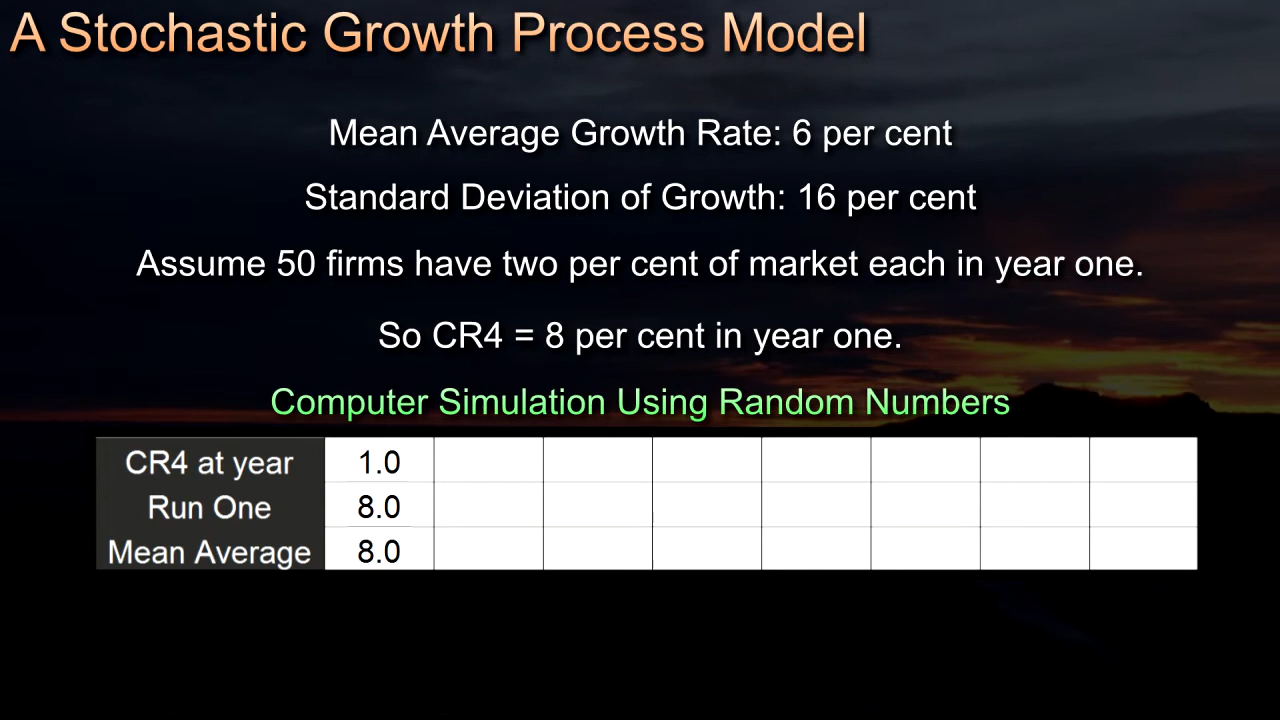 A Stochastic Growth Process Model
Mean Average Growth Rate: 6 per cent
Standard Deviation of Growth: 16 per cent
Assume 50 firms have two per cent of market each in year one.
So CR4 = 8 per cent in year one.
Computer Simulation Using Random Numbers
CR4 at year 1.0
Run One 8.0
Mean Average 8.0